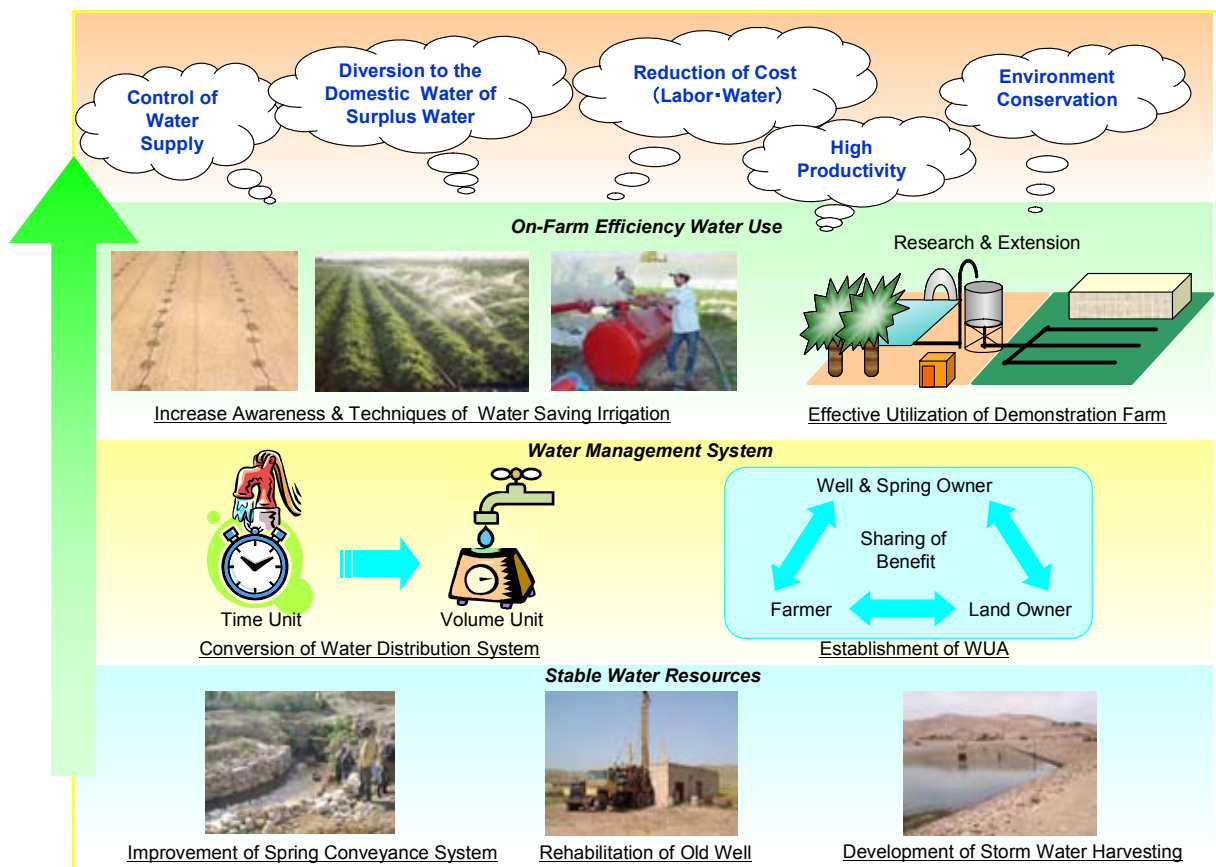 Control of
Water
Supply
Diversion to the
Domestic Water of
Surplus Water
Reduction of Cost
(Labor・Water)
High
Productivity
Environment
Conservation
On-Farm Efficiency Water Use
Research & Extension
Increase Awareness & Techniques of Water Saving Irrigation
Effective Utilization of Demonstration Farm
Water Management System
Time Unit
Volume Unit
Conversion of Water Distribution System
Well & Spring Owner
Sharing of
Benefit
Farmer
Land Owner
Establishment of WUA
Stable Water Resources
Improvement of Spring Conveyance System
Rehabilitation of Old Well
Development of Storm Water Harvesting